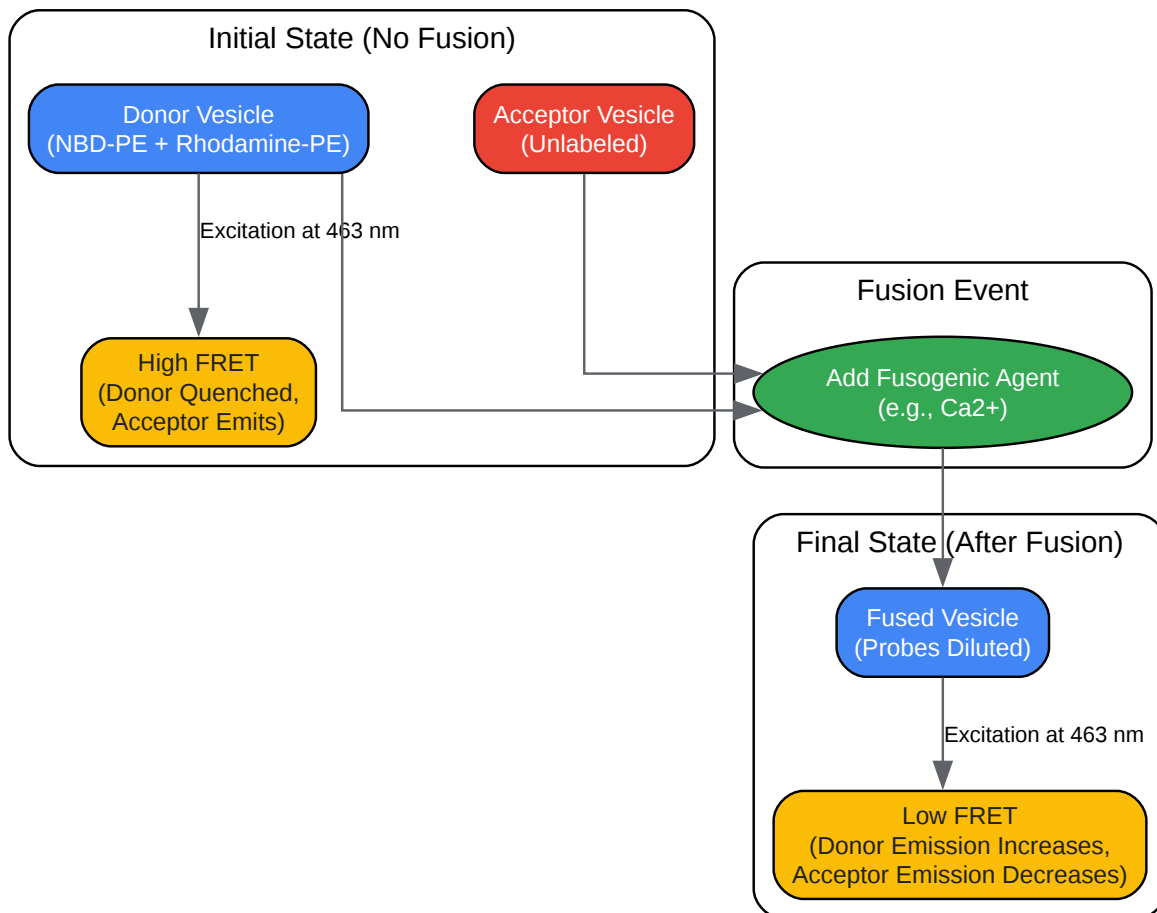 Initial State (No Fusion)
Donor Vesicle
(NBD-PE + Rhodamine-PE)
Acceptor Vesicle
(Unlabeled)
Excitation at 463 nm
High FRET
(Donor Quenched,
Acceptor Emits)
Fusion Event
Add Fusogenic Agent
(e.g., Ca2+)
Final State (After Fusion)
Fused Vesicle
(Probes Diluted)
Excitation at 463 nm
Low FRET
(Donor Emission Increases,
Acceptor Emission Decreases)